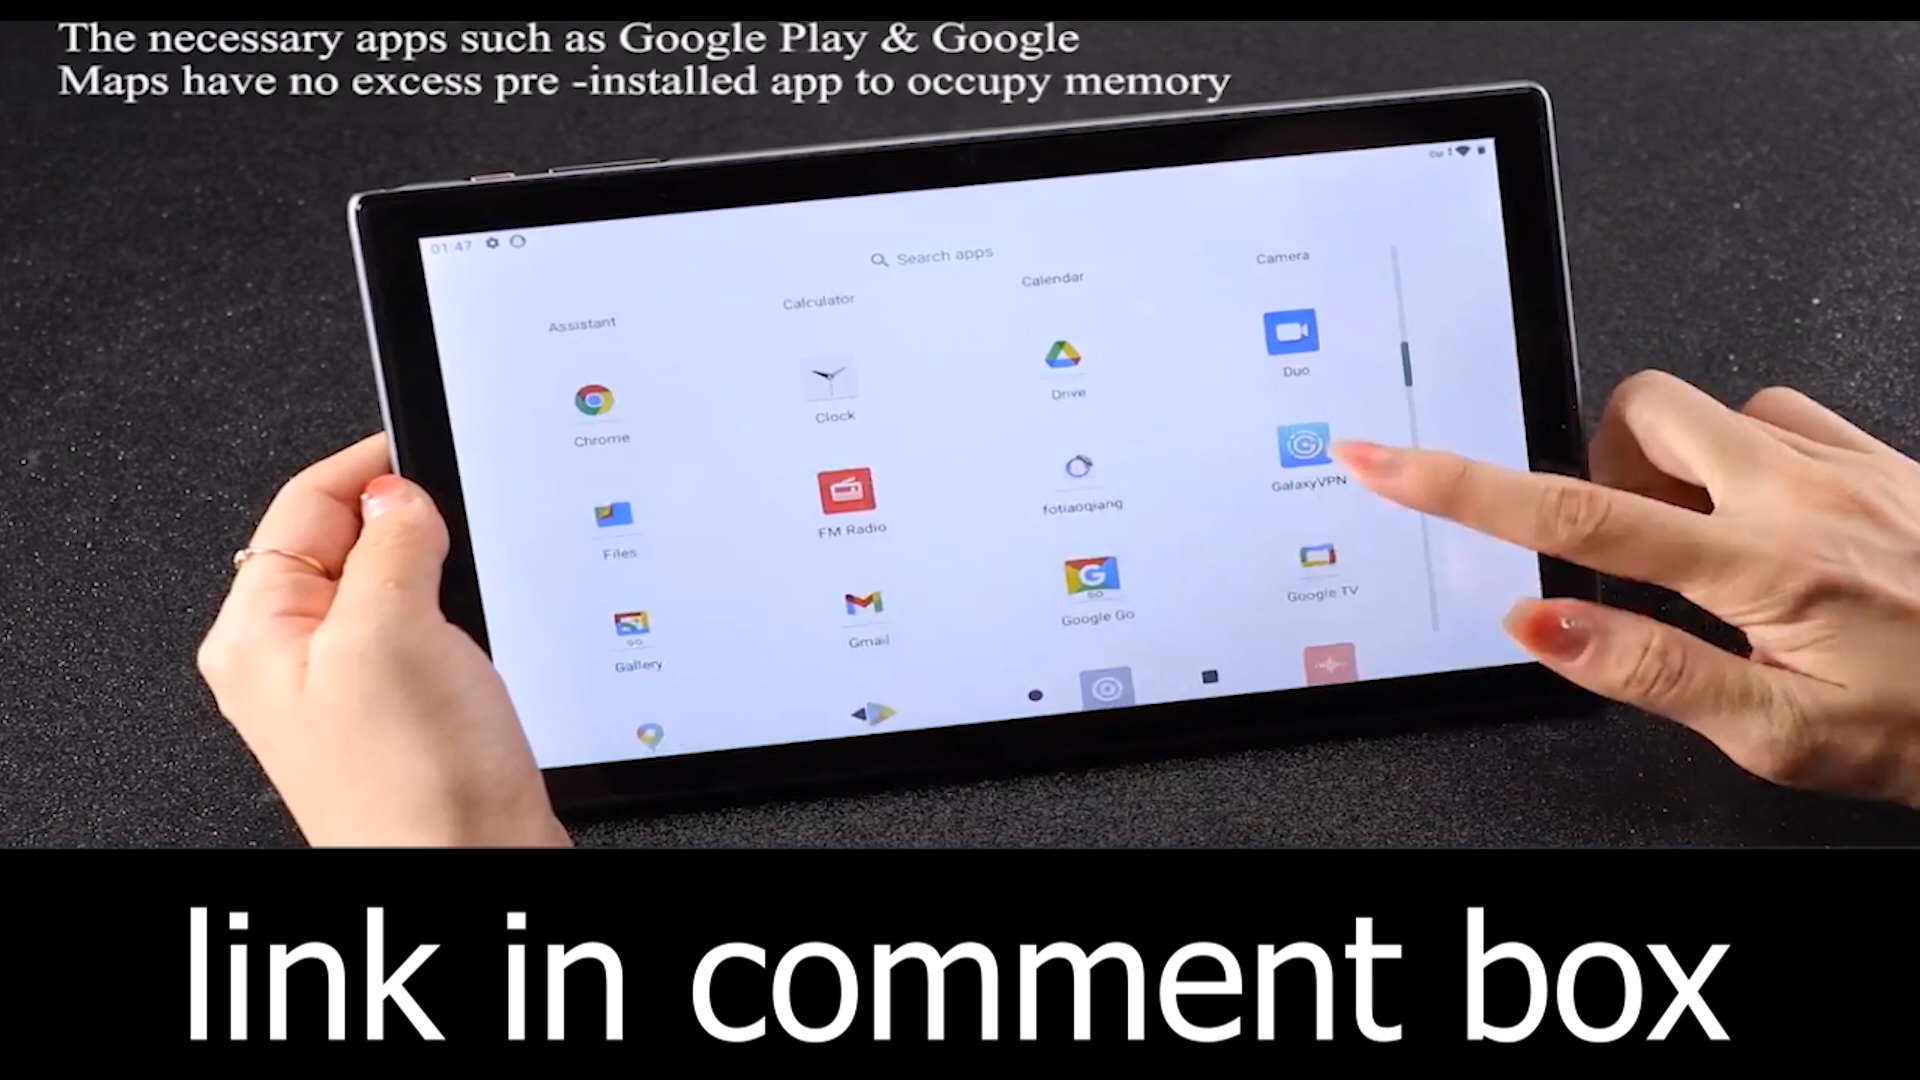 The necessary apps such as Google Play & Google
Maps have no excess pre -installed app to occupy memory
01:47
Search apps
Assistant
Calculator
Calendar
Camera
Chrome
Clock
Drive
Duo
Files
FM Radio
fotiaoqiang
GalaxyVPN
Gallery
Gmail
Google Go
Google TV
link in comment box